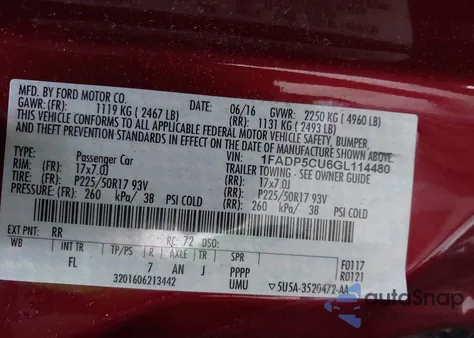 MFD. BY FORD MOTOR CO.
DATE: 06/16 GVWR: 2250 KG ( 4960 LB)
GAWR: (FR): 1119 KG ( 2467 LB) (RR): 1131 KG ( 2493 LB)
THIS VEHICLE CONFORMS TO ALL APPLICABLE FEDERAL MOTOR VEHICLE SAFETY, BUMPER,
AND THEFT PREVENTION STANDARDS IN EFFECT ON THE DATE OF MANUFACTURE SHOWN ABOVE.
VIN: 1FADP5CU6GL114480
TYPE: Passenger Car TRAILER TOWING - SEE OWNER GUIDE
RIM: (FR): 17x7.0J (RR): 17x7.0J
TIRE: (FR): P225/50R17 93V (RR): P225/50R17 93V
PRESSURE: (FR): 260 kPa/ 38 PSI COLD (RR): 260 kPa/ 38 PSI COLD
EXT PNT: RR RC: 72 DSO:
WB INT TR TP/PS R AXLE TR SPR
FL 7 AN J PPPP
F0117
R0121
3201606213442 UMU 5U5A-3520472-AA
autoSnap